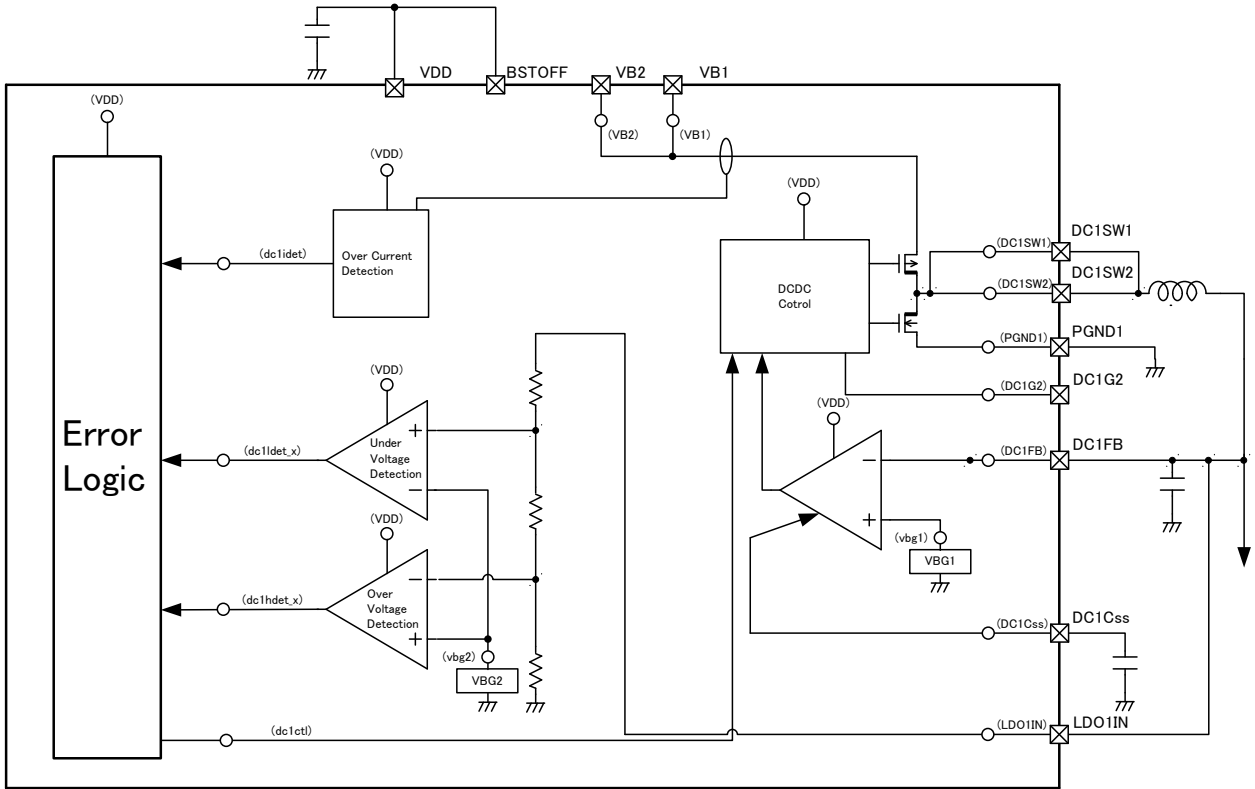 VDD
BSTOFF
VB2
VB1
(VDD)
(VB2)
(VB1)
(VDD)
(VDD)
Over Current
Detection
(dc1idet)
DCDC
Cotrol
(DC1SW1)
DC1SW1
(DC1SW2)
DC1SW2
(PGND1)
PGND1
(DC1G2)
DC1G2
(VDD)
(VDD)
Error
Logic
(dc1ldet_x)
+
Under
Voltage
Detection
−
−
(DC1FB)
DC1FB
+
(vbg1)
VBG1
(VDD)
(dc1hdet_x)
−
Over
Voltage
Detection
+
(vbg2)
VBG2
(DC1Css)
DC1Css
(dc1ctl)
(LDO1IN)
LDO1IN